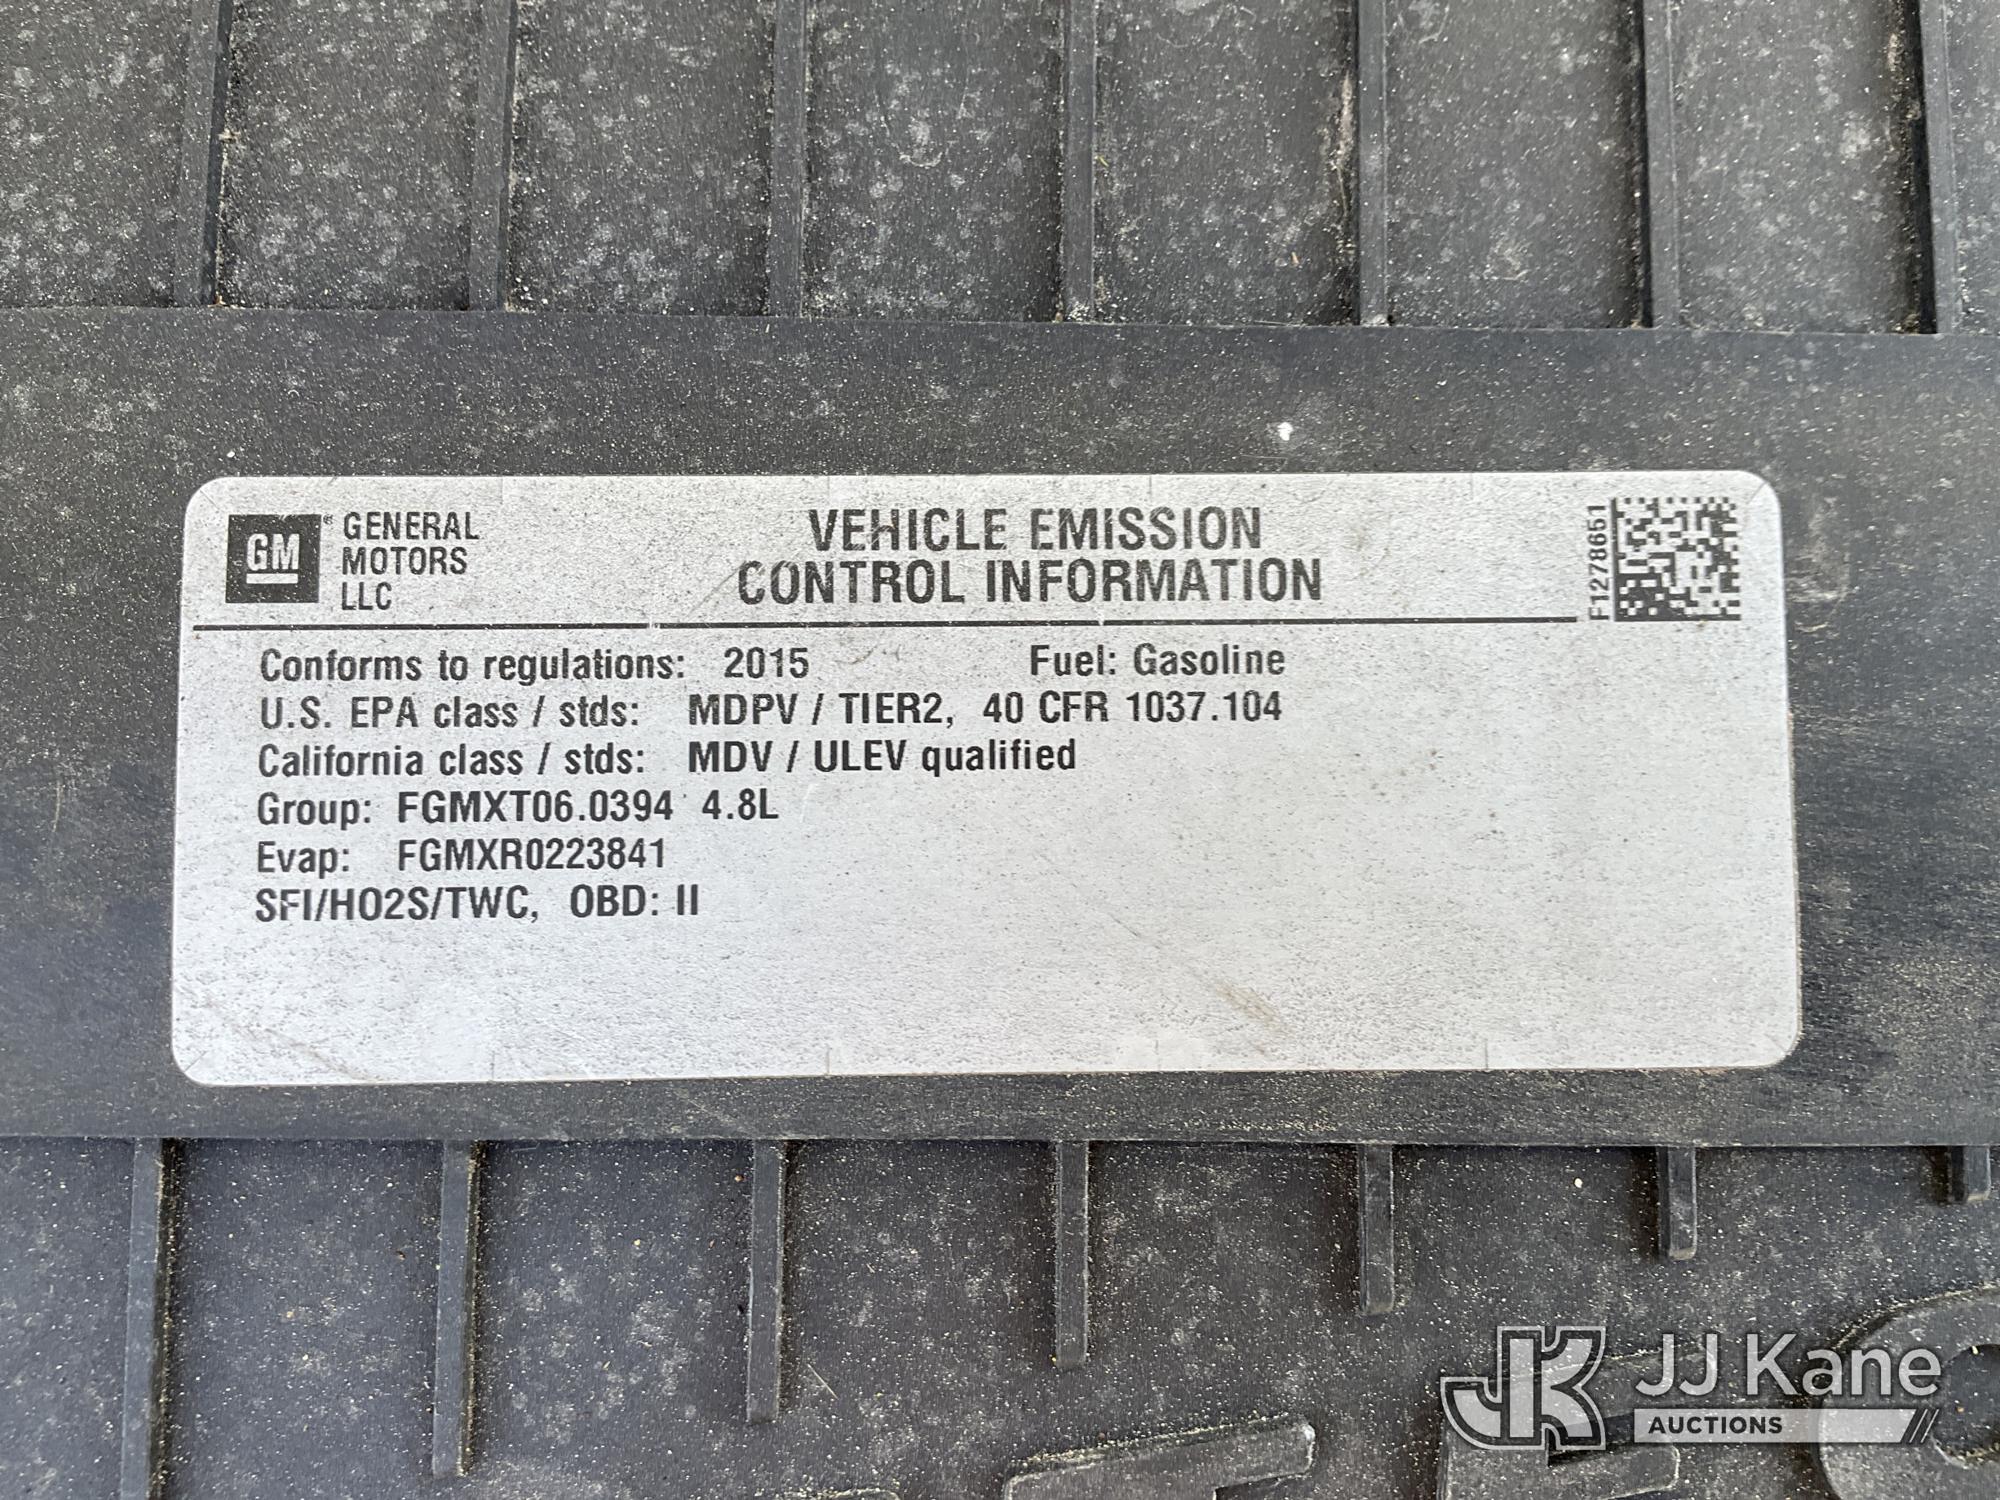 GM® GENERAL MOTORS LLC
VEHICLE EMISSION
CONTROL INFORMATION
F1278651
Conforms to regulations: 2015 Fuel: Gasoline
U.S. EPA class / stds: MDPV / TIER2, 40 CFR 1037.104
California class / stds: MDV / ULEV qualified
Group: FGMXT06.0394 4.8L
Evap: FGMXR0223841
SFI/HO2S/TWC, OBD: II
JK JJ Kane
AUCTIONS